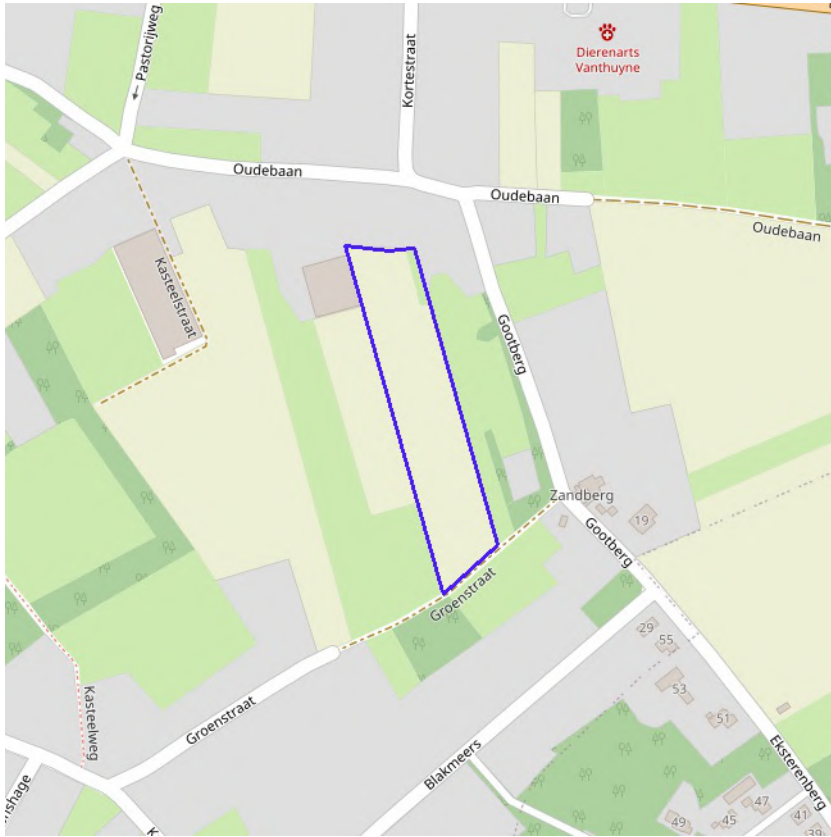 Pastorijweg
Kortestraat
Dierenarts
Vanthuyne
Oudebaan
Oudebaan
Oudebaan
Kasteelstraat
Gootberg
Zandberg
19
Gootberg
Groenstraat
29
55
53
51
Kasteelweg
Groenstraat
Blakmeers
Eksterenberg
47
45
49
41
39
nshage
K